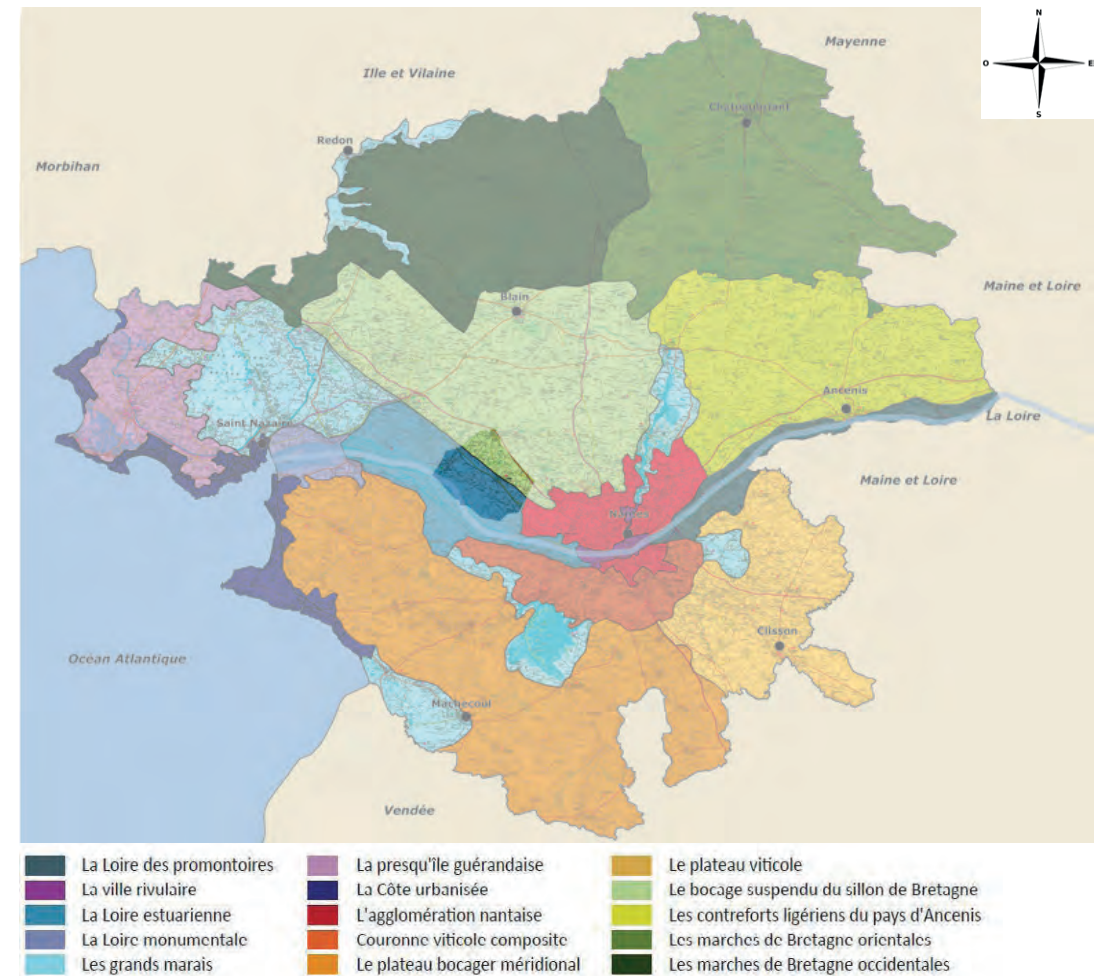 N
O
E
S
Mayenne
Ille et Vilaine
Châteaubriant
Redon
Morbihan
Maine et Loire
Blain
Ancenis
La Loire
Saint Nazaire
Maine et Loire
Nantes
Clisson
Océan Atlantique
Machecoul
Vendée
La Loire des promontoires
La ville rivulaire
La Loire estuarienne
La Loire monumentale
Les grands marais
La presqu'île guérandaise
La Côte urbanisée
L'agglomération nantaise
Couronne viticole composite
Le plateau bocager méridional
Le plateau viticole
Le bocage suspendu du sillon de Bretagne
Les contreforts ligériens du pays d'Ancenis
Les marches de Bretagne orientales
Les marches de Bretagne occidentales